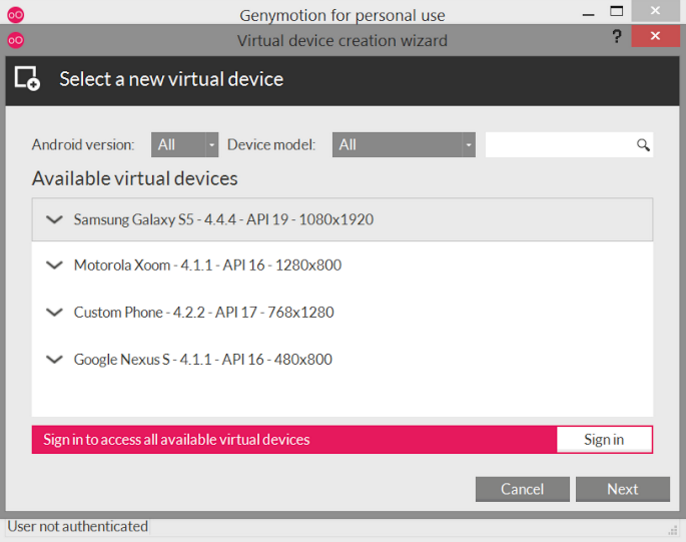 Genymotion for personal use
Virtual device creation wizard
?
Select a new virtual device
Android version: All Device model: All
Available virtual devices
Samsung Galaxy S5 - 4.4.4 - API 19 - 1080x1920
Motorola Xoom - 4.1.1 - API 16 - 1280x800
Custom Phone - 4.2.2 - API 17 - 768x1280
Google Nexus S - 4.1.1 - API 16 - 480x800
Sign in to access all available virtual devices Sign in
Cancel Next
User not authenticated